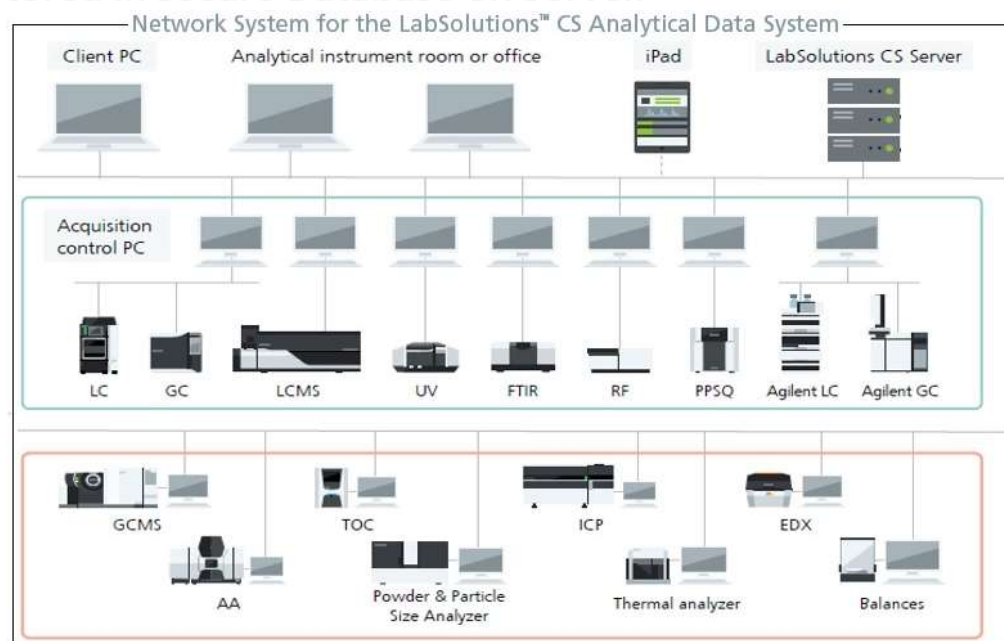 Network System for the LabSolutions™ CS Analytical Data System
Client PC
Analytical instrument room or office
iPad
LabSolutions CS Server
Acquisition
control PC
LC
GC
LCMS
UV
FTIR
RF
PPSQ
Agilent LC
Agilent GC
GCMS
TOC
ICP
EDX
AA
Powder & Particle
Size Analyzer
Thermal analyzer
Balances